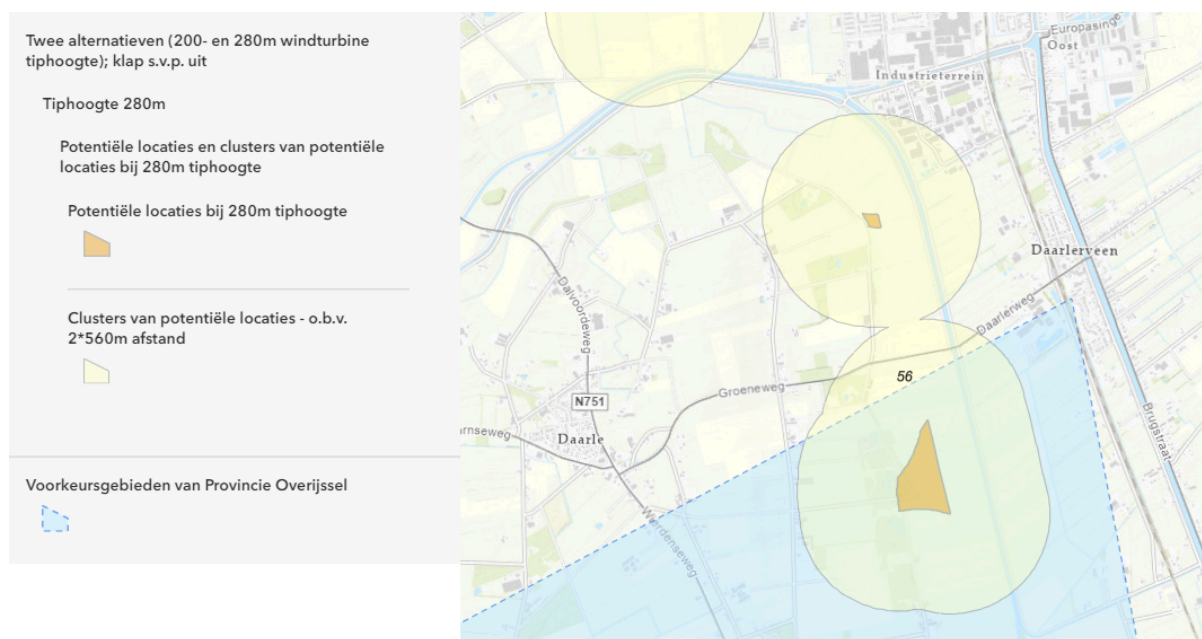 Twee alternatieven (200- en 280m windturbine
tiphoogte); klap s.v.p. uit
Tiphoogte 280m
Potentiële locaties en clusters van potentiële
locaties bij 280m tiphoogte
Potentiële locaties bij 280m tiphoogte
Clusters van potentiële locaties - o.b.v.
2*560m afstand
Voorkeursgebieden van Provincie Overijssel
Europasinge
Oost
Industrieterrein
Daarlerveen
Daarlerweg
Dalvoordeweg
56
Groeneweg
N751
arnseweg
Daarle
Brugstraat
Wierdenseweg